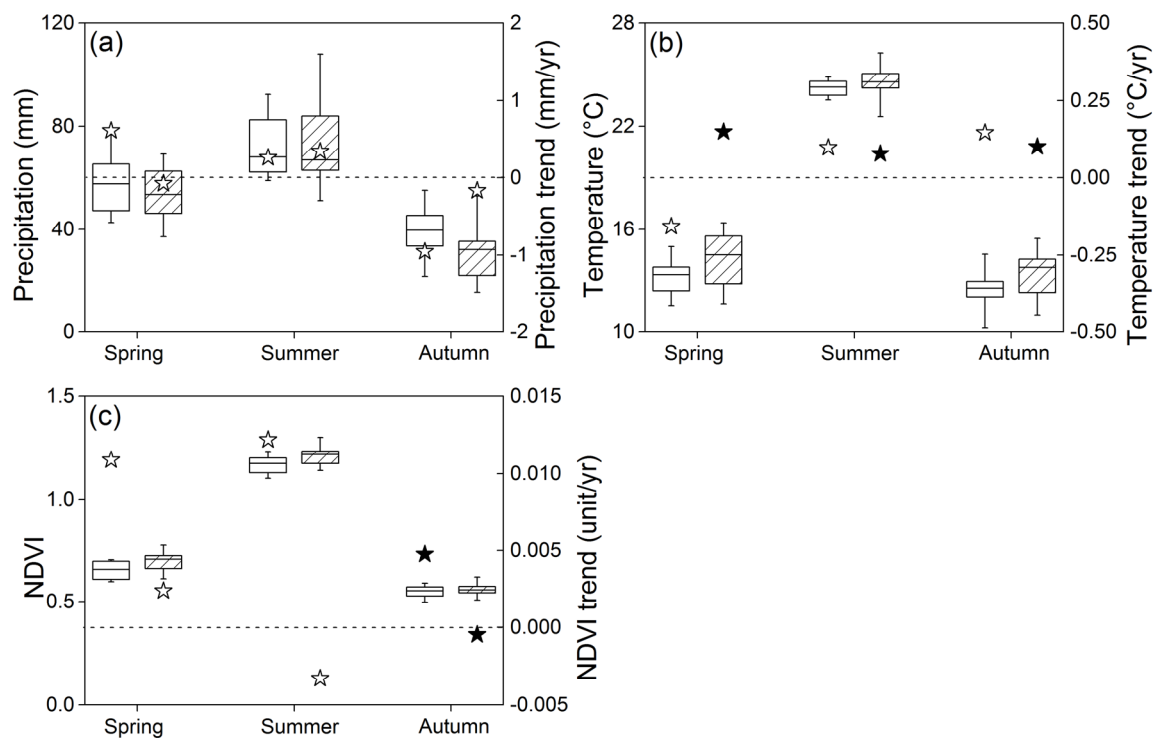 (a)
Precipitation (mm)
120
80
40
0
Spring
Summer
Autumn
2
1
0
-1
-2
Precipitation trend (mm/yr)
(b)
Temperature (°C)
28
22
16
10
Spring
Summer
Autumn
0.50
0.25
0.00
-0.25
-0.50
Temperature trend (°C/yr)
(c)
NDVI
1.5
1.0
0.5
0.0
Spring
Summer
Autumn
0.015
0.010
0.005
0.000
-0.005
NDVI trend (unit/yr)